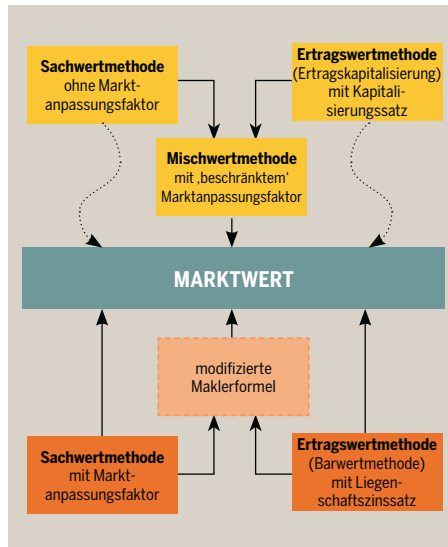 Sachwertmethode
ohne Markt-
anpassungsfaktor
Ertragswertmethode
(Ertragskapitalisierung)
mit Kapitali-
sierungssatz
Mischwertmethode
mit ‚beschränktem‘
Marktanpassungsfaktor
MARKTWERT
modifizierte
Maklerformel
Sachwertmethode
mit Markt-
anpassungsfaktor
Ertragswertmethode
(Barwertmethode)
mit Liegen-
schaftszinssatz